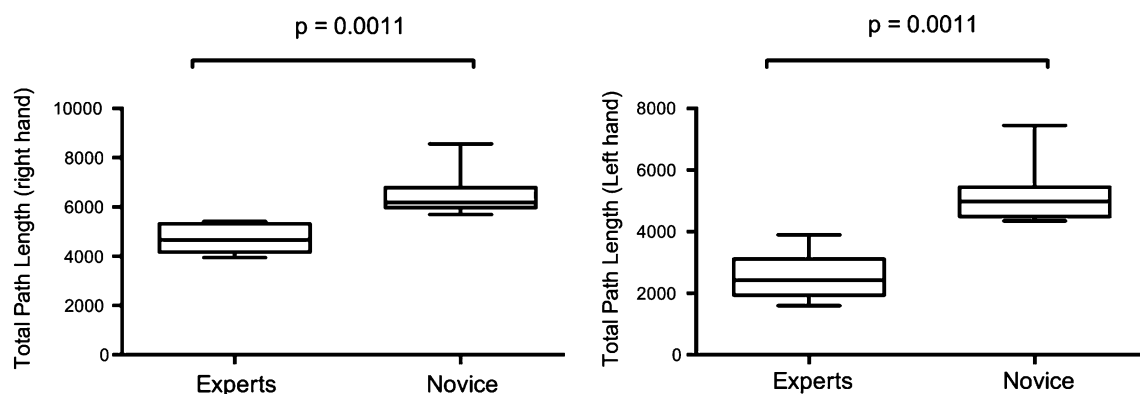 p = 0.0011
Total Path Length (right hand)
10000
8000
6000
4000
2000
0
Experts
Novice
p = 0.0011
Total Path Length (Left hand)
8000
6000
4000
2000
0
Experts
Novice